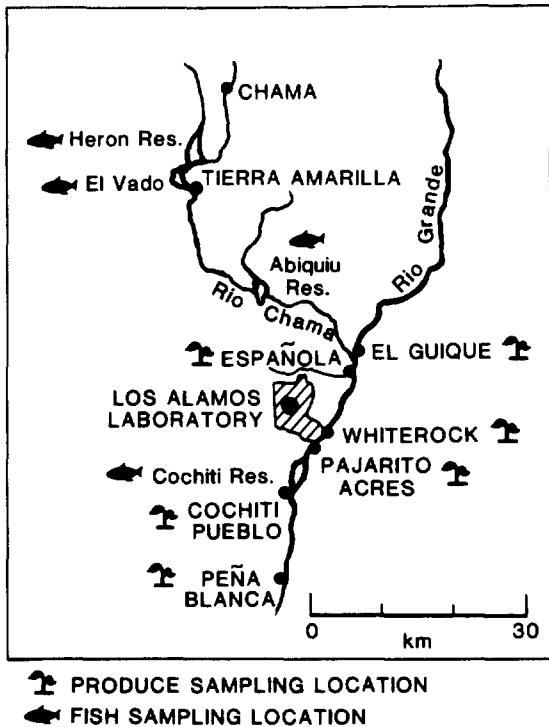 CHAMA
Heron Res.
El Vado
TIERRA AMARILLA
Abiquiu
Res.
Rio
Chama
Rio
Grande
ESPAÑOLA
EL GUIQUE
LOS ALAMOS
LABORATORY
WHITEROCK
PAJARITO
ACRES
Cochiti Res.
COCHITI
PUEBLO
PEÑA
BLANCA
0
30
km
PRODUCE SAMPLING LOCATION
FISH SAMPLING LOCATION